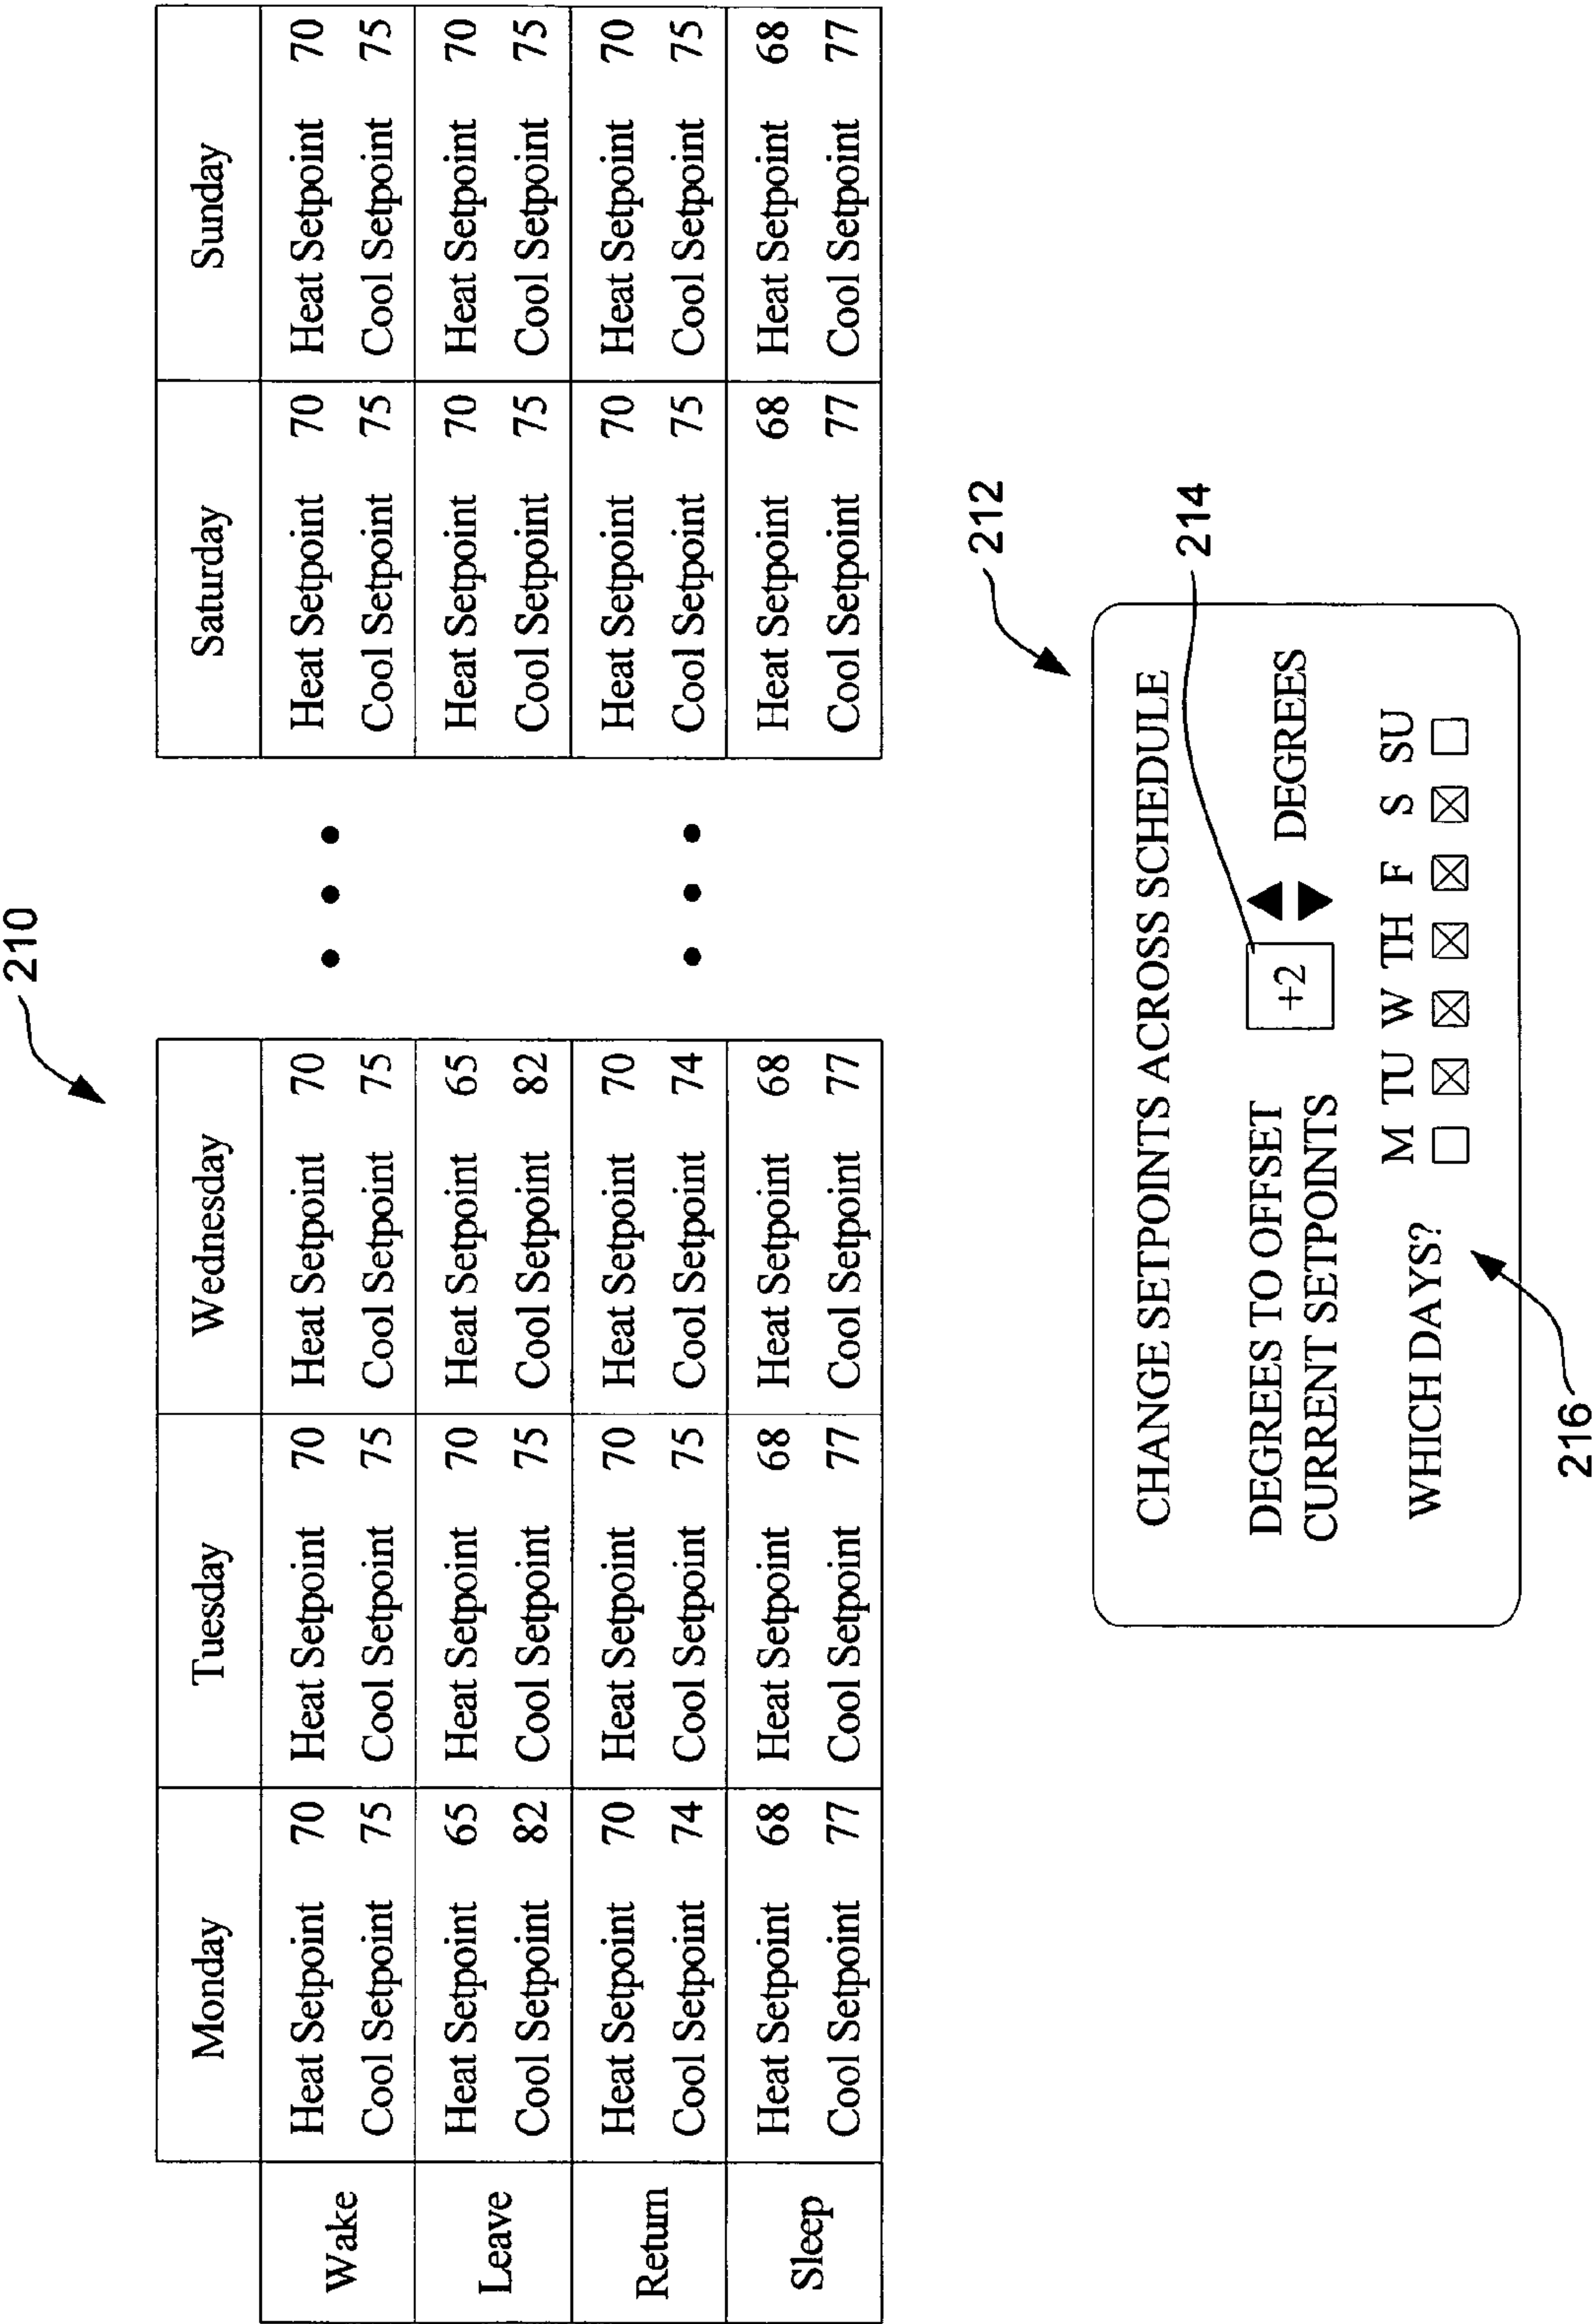 210
Monday Tuesday Wednesday Saturday Sunday
Wake Heat Setpoint 70 Heat Setpoint 70 Heat Setpoint 70 Heat Setpoint 70 Heat Setpoint 70
Cool Setpoint 75 Cool Setpoint 75 Cool Setpoint 75 Cool Setpoint 75 Cool Setpoint 75
Leave Heat Setpoint 65 Heat Setpoint 70 Heat Setpoint 65 Heat Setpoint 70 Heat Setpoint 70
Cool Setpoint 82 Cool Setpoint 75 Cool Setpoint 82 Cool Setpoint 75 Cool Setpoint 75
Return Heat Setpoint 70 Heat Setpoint 70 Heat Setpoint 70 Heat Setpoint 70 Heat Setpoint 70
Cool Setpoint 74 Cool Setpoint 75 Cool Setpoint 74 Cool Setpoint 75 Cool Setpoint 75
Sleep Heat Setpoint 68 Heat Setpoint 68 Heat Setpoint 68 Heat Setpoint 68 Heat Setpoint 68
Cool Setpoint 77 Cool Setpoint 77 Cool Setpoint 77 Cool Setpoint 77 Cool Setpoint 77
212
CHANGE SETPOINTS ACROSS SCHEDULE
214
DEGREES TO OFFSET
CURRENT SETPOINTS
+2 DEGREES
M TU W TH F S SU
WHICH DAYS?
216